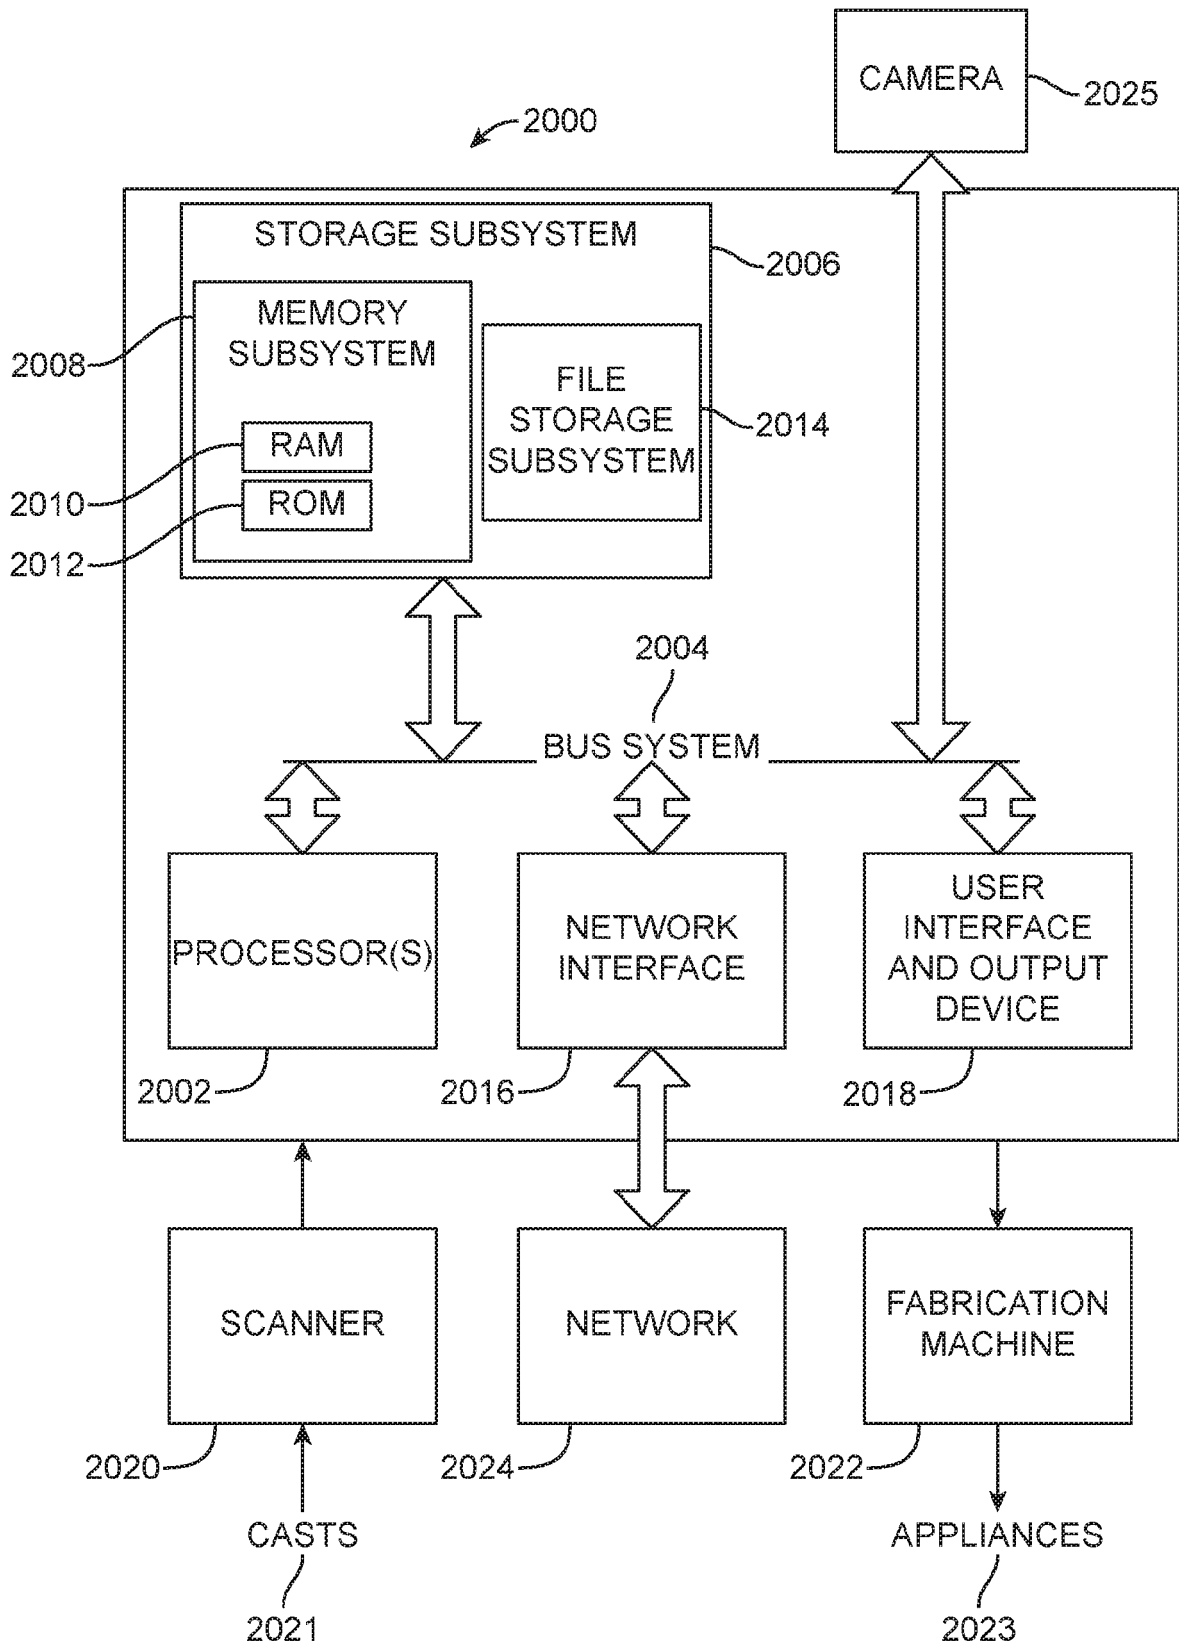 CAMERA
2025
2000
STORAGE SUBSYSTEM
2006
MEMORY
SUBSYSTEM
2008
FILE
STORAGE
SUBSYSTEM
2014
RAM
2010
ROM
2012
2004
BUS SYSTEM
PROCESSOR(S)
2002
NETWORK
INTERFACE
2016
USER
INTERFACE
AND OUTPUT
DEVICE
2018
SCANNER
2020
NETWORK
2024
FABRICATION
MACHINE
2022
CASTS
2021
APPLIANCES
2023